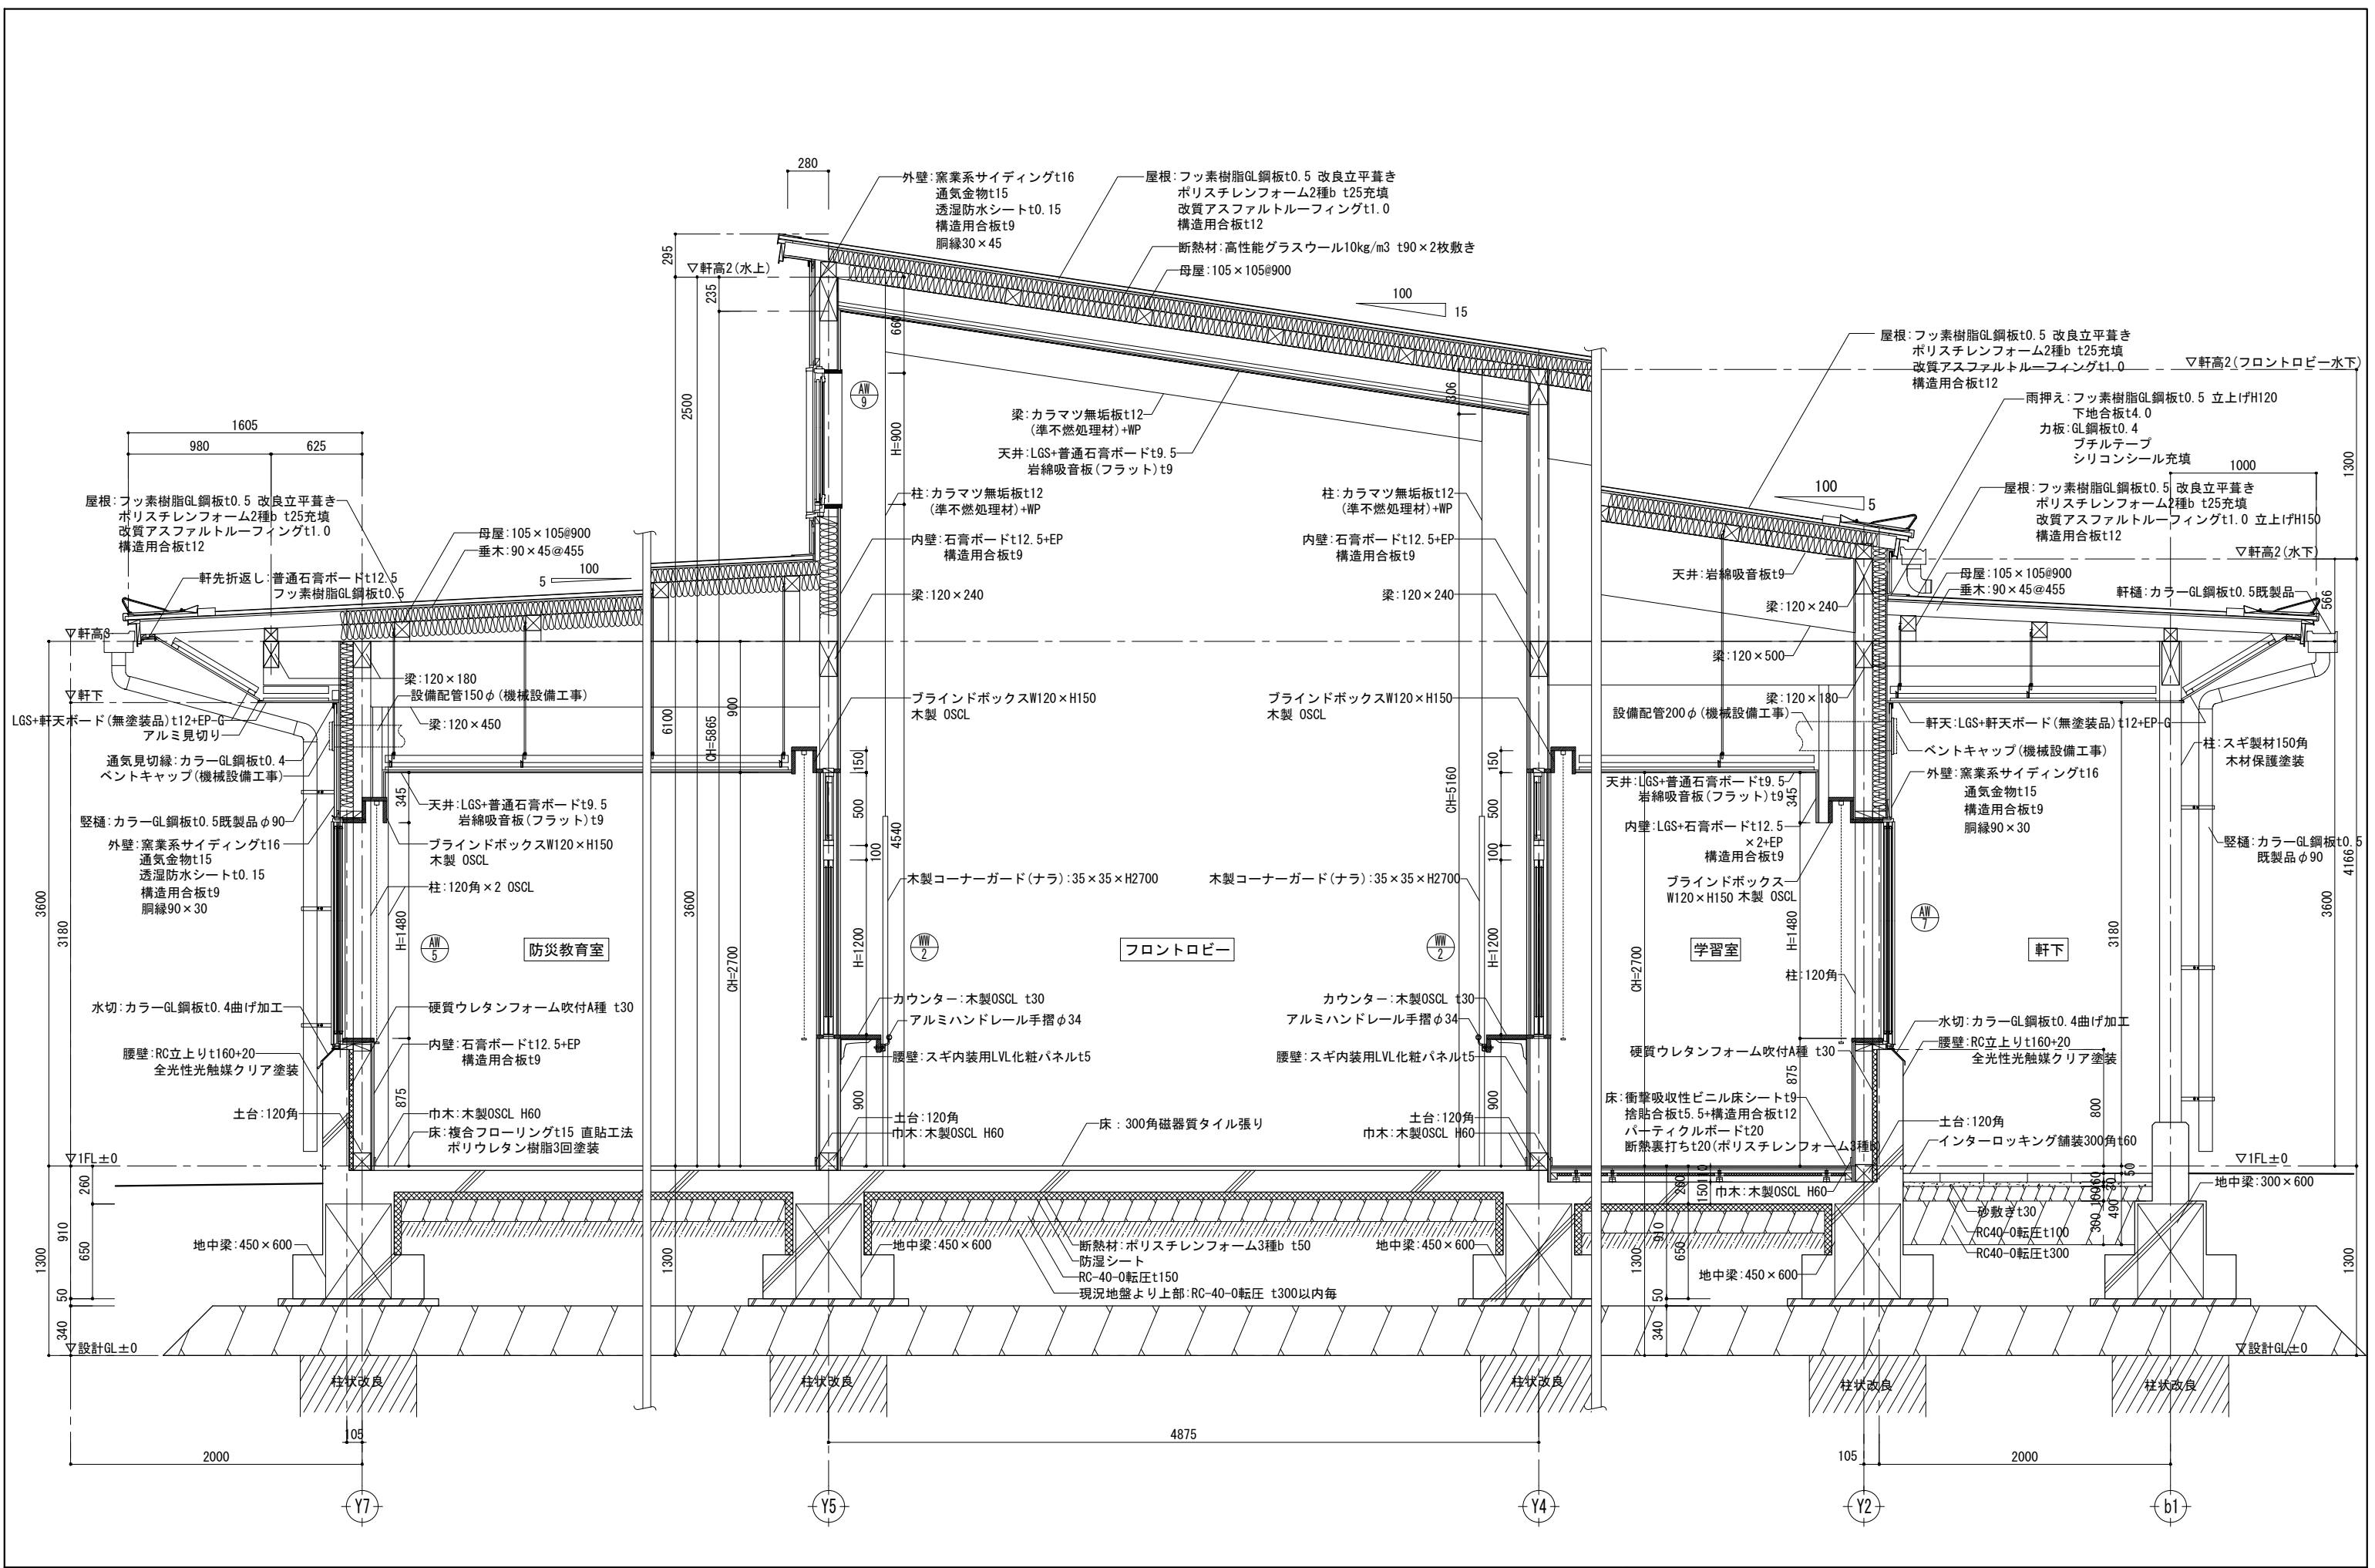 280
外壁:窯業系サイディングt16
通気金物t15
透湿防水シートt0.15
構造用合板t9
胴縁30×45
屋根:フッ素樹脂GL鋼板t0.5 改良立平葺き
ポリスチレンフォーム2種b t25充填
改質アスファルトルーフィングt1.0
構造用合板t12
断熱材:高性能グラスウール10kg/m3 t90×2枚敷き
母屋:105×105@900
295
▽軒高2(水上)
235
660
100
15
屋根:フッ素樹脂GL鋼板t0.5 改良立平葺き
ポリスチレンフォーム2種b t25充填
改質アスファルトルーフィングt1.0
構造用合板t12
▽軒高2(フロントロビー水下)
雨押え:フッ素樹脂GL鋼板t0.5 立上げH120
下地合板t4.0
力板:GL鋼板t0.4
ブチルテープ
シリコンシール充填
AW
9
306
2500
H=900
梁:カラマツ無垢板t12
(準不燃処理材)+WP
天井:LGS+普通石膏ボードt9.5
岩綿吸音板(フラット)t9
1605
980
625
1000
1300
屋根:フッ素樹脂GL鋼板t0.5 改良立平葺き
ポリスチレンフォーム2種b t25充填
改質アスファルトルーフィングt1.0
構造用合板t12
柱:カラマツ無垢板t12
(準不燃処理材)+WP
柱:カラマツ無垢板t12
(準不燃処理材)+WP
100
5
屋根:フッ素樹脂GL鋼板t0.5 改良立平葺き
ポリスチレンフォーム2種b t25充填
改質アスファルトルーフィングt1.0 立上げH150
構造用合板t12
母屋:105×105@900
垂木:90×45@455
内壁:石膏ボードt12.5+EP
構造用合板t9
内壁:石膏ボードt12.5+EP
構造用合板t9
▽軒高2(水下)
軒先折返し:普通石膏ボードt12.5
フッ素樹脂GL鋼板t0.5
5
100
天井:岩綿吸音板t9
母屋:105×105@900
垂木:90×45@455
軒樋:カラーGL鋼板t0.5既製品
566
梁:120×240
梁:120×240
梁:120×240
▽軒高3
梁:120×500
梁:120×180
設備配管150φ(機械設備工事)
梁:120×450
▽軒下
LGS+軒天ボード(無塗装品)t12+EP-G
アルミ見切り
通気見切縁:カラーGL鋼板t0.4
ベントキャップ(機械設備工事)
6100
CH=5865
900
ブラインドボックスW120×H150
木製 OSCL
ブラインドボックスW120×H150
木製 OSCL
梁:120×180
設備配管200φ(機械設備工事)
軒天:LGS+軒天ボード(無塗装品)t12+EP-G
ベントキャップ(機械設備工事)
柱:スギ製材150角
木材保護塗装
150
500
100
4540
CH=5160
150
500
100
竪樋:カラーGL鋼板t0.5既製品φ90
外壁:窯業系サイディングt16
通気金物t15
透湿防水シートt0.15
構造用合板t9
胴縁90×30
345
天井:LGS+普通石膏ボードt9.5
岩綿吸音板(フラット)t9
ブラインドボックスW120×H150
木製 OSCL
柱:120角×2 OSCL
天井:LGS+普通石膏ボードt9.5
岩綿吸音板(フラット)t9
345
内壁:LGS+石膏ボードt12.5
×2+EP
構造用合板t9
ブラインドボックス
W120×H150 木製 OSCL
外壁:窯業系サイディングt16
通気金物t15
構造用合板t9
胴縁90×30
竪樋:カラーGL鋼板t0.5
既製品φ90
4166
木製コーナーガード(ナラ):35×35×H2700
木製コーナーガード(ナラ):35×35×H2700
3600
3180
H=1480
AW
5
防災教育室
3600
CH=2700
H=1200
WW
2
フロントロビー
WW
2
H=1200
CH=2700
学習室
H=1480
AW
7
軒下
3180
3600
柱:120角
水切:カラーGL鋼板t0.4曲げ加工
硬質ウレタンフォーム吹付A種 t30
カウンター:木製OSCL t30
アルミハンドレール手摺φ34
カウンター:木製OSCL t30
アルミハンドレール手摺φ34
水切:カラーGL鋼板t0.4曲げ加工
腰壁:RC立上りt160+20
全光性光触媒クリア塗装
内壁:石膏ボードt12.5+EP
構造用合板t9
腰壁:スギ内装用LVL化粧パネルt5
腰壁:スギ内装用LVL化粧パネルt5
硬質ウレタンフォーム吹付A種 t30
腰壁:RC立上りt160+20
全光性光触媒クリア塗装
875
900
900
875
800
土台:120角
巾木:木製OSCL H60
床:複合フローリングt15 直貼工法
ポリウレタン樹脂3回塗装
土台:120角
巾木:木製OSCL H60
床:300角磁器質タイル張り
土台:120角
巾木:木製OSCL H60
床:衝撃吸収性ビニル床シートt9
捨貼合板t5.5+構造用合板t12
パーティクルボードt20
断熱裏打ちt20(ポリスチレンフォーム3種b)
土台:120角
インターロッキング舗装300角t60
▽1FL±0
▽1FL±0
260
910
650
1300
50
340
260
150
10
巾木:木製OSCL H60
910
650
1300
50
340
50
60
30
100
300
490
砂敷きt30
RC40-0転圧t100
RC40-0転圧t300
地中梁:300×600
1300
地中梁:450×600
1300
地中梁:450×600
断熱材:ポリスチレンフォーム3種b t50
防湿シート
RC-40-0転圧t150
現況地盤より上部:RC-40-0転圧 t300以内毎
地中梁:450×600
地中梁:450×600
▽設計GL±0
▽設計GL±0
柱状改良
柱状改良
柱状改良
柱状改良
柱状改良
105
2000
4875
105
2000
Y7
Y5
Y4
Y2
b1